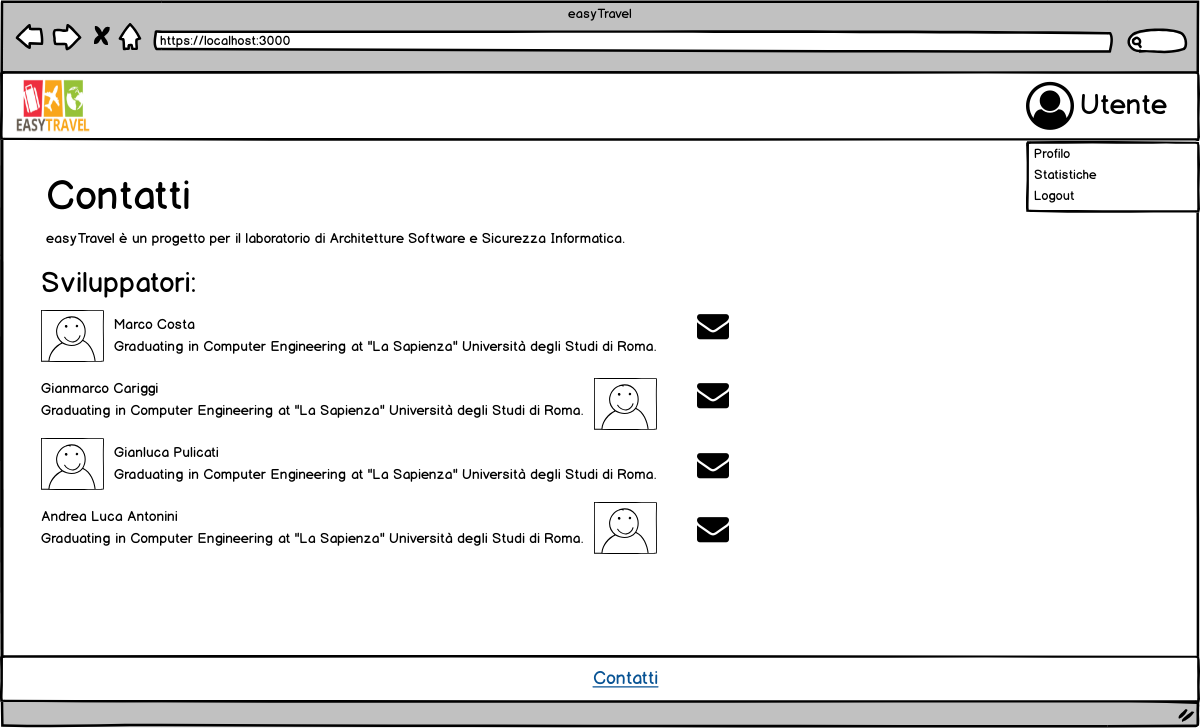 easyTravel
https://localhost:3000
EASYTRAVEL
Utente
Profilo
Statistiche
Logout
Contatti
easyTravel è un progetto per il laboratorio di Architetture Software e Sicurezza Informatica.
Sviluppatori:
Marco Costa
Graduating in Computer Engineering at "La Sapienza" Università degli Studi di Roma.
Gianmarco Cariggi
Graduating in Computer Engineering at "La Sapienza" Università degli Studi di Roma.
Gianluca Pulicati
Graduating in Computer Engineering at "La Sapienza" Università degli Studi di Roma.
Andrea Luca Antonini
Graduating in Computer Engineering at "La Sapienza" Università degli Studi di Roma.
Contatti